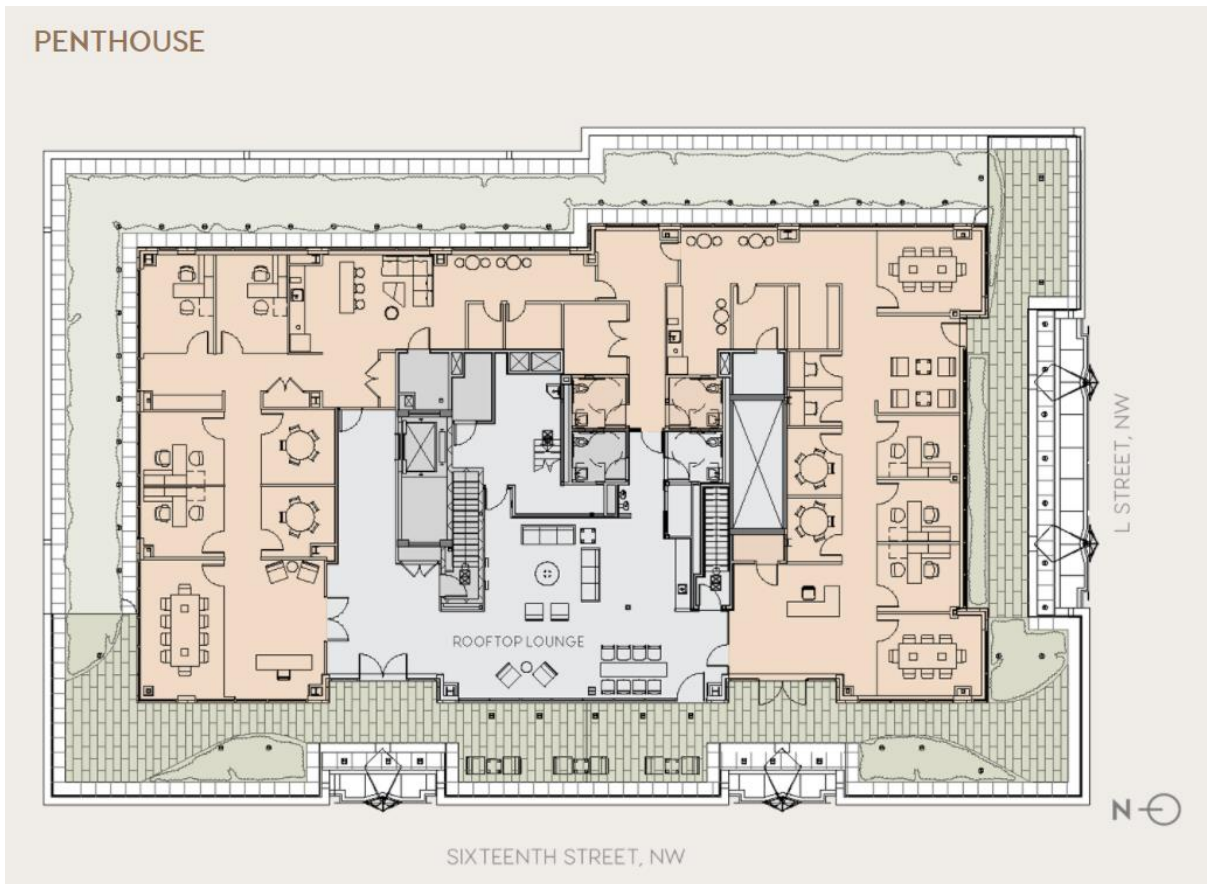 PENTHOUSE
L STREET, NW
ROOFTOP LOUNGE
N
SIXTEENTH STREET, NW